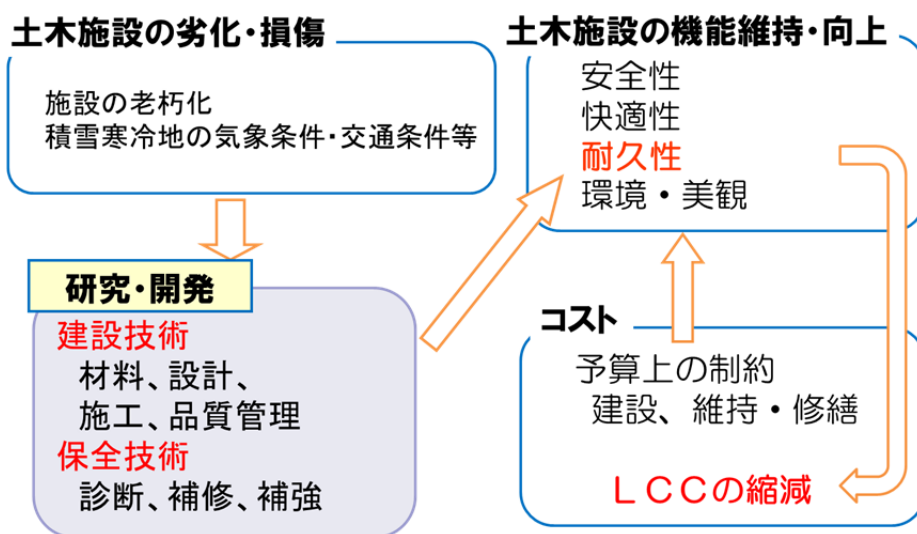 土木施設の劣化・損傷
施設の老朽化
積雪寒冷地の気象条件・交通条件等
研究・開発
建設技術
材料、設計、
施工、品質管理
保全技術
診断、補修、補強
土木施設の機能維持・向上
安全性
快適性
耐久性
環境・美観
コスト
予算上の制約
建設、維持・修繕
ＬＣＣの縮減